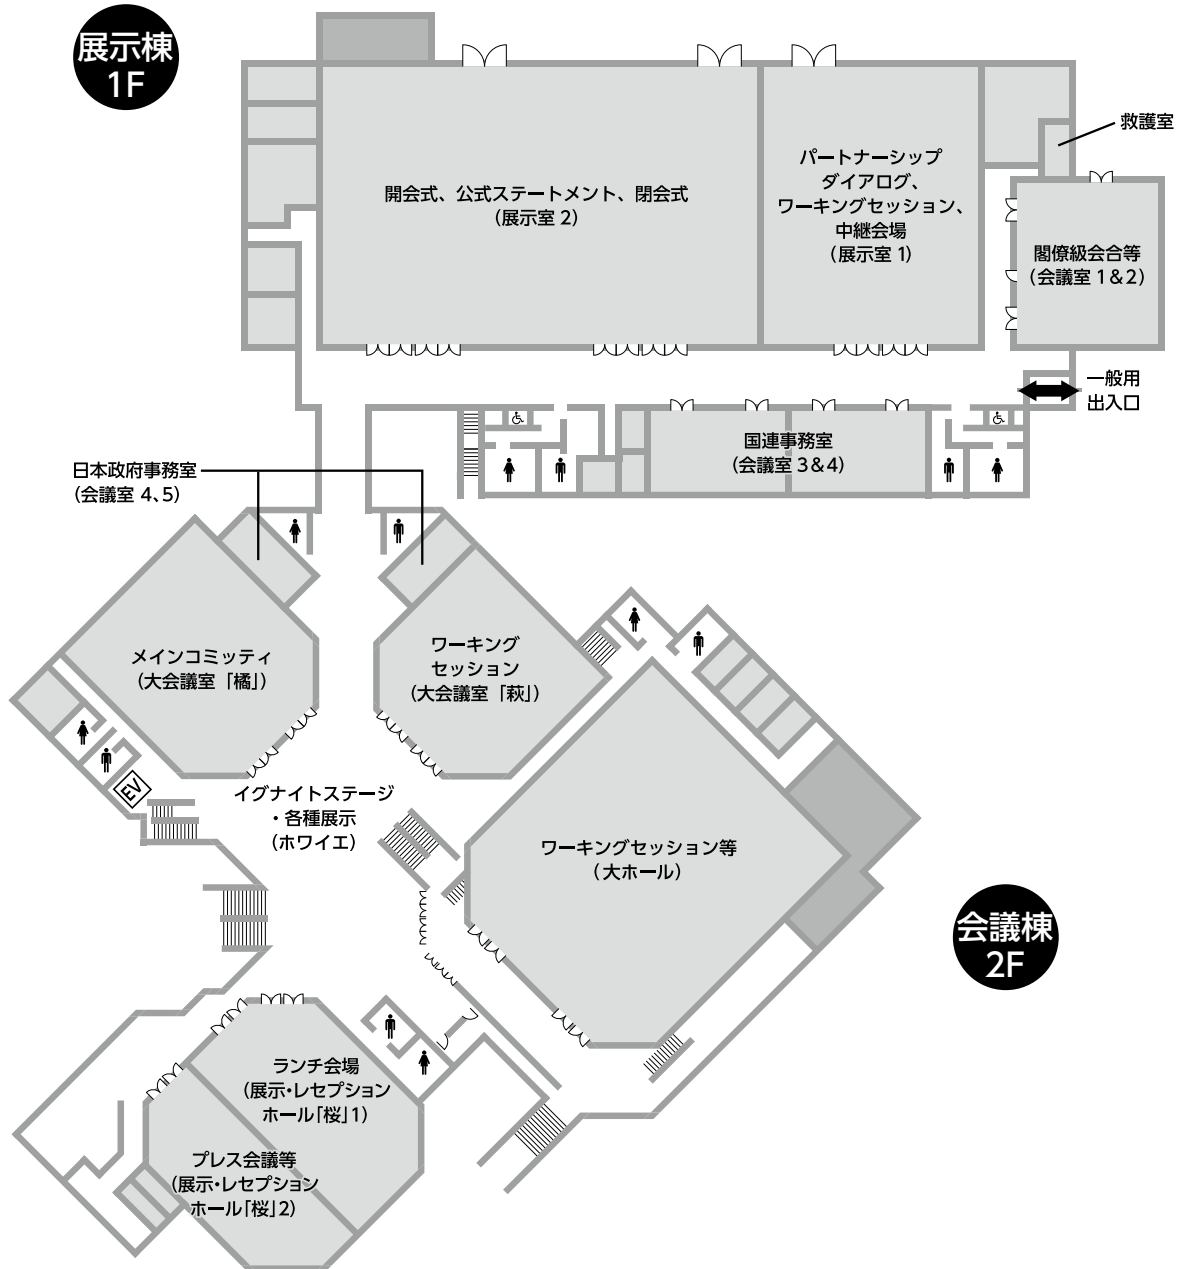 展示棟
1F
救護室
パートナーシップ
ダイアログ、
ワーキングセッション、
中継会場
（展示室 1）
開会式、公式ステートメント、閉会式
（展示室 2）
閣僚級会合等
（会議室 1＆2）
一般用
出入口
国連事務室
（会議室 3＆4）
日本政府事務室
（会議室 4、5）
メインコミッティ
（大会議室「橘」）
ワーキング
セッション
（大会議室「萩」）
EV
イグナイトステージ
・各種展示
（ホワイエ）
ワーキングセッション等
（大ホール）
会議棟
2F
ランチ会場
（展示・レセプション
ホール「桜」1）
プレス会議等
（展示・レセプション
ホール「桜」2）